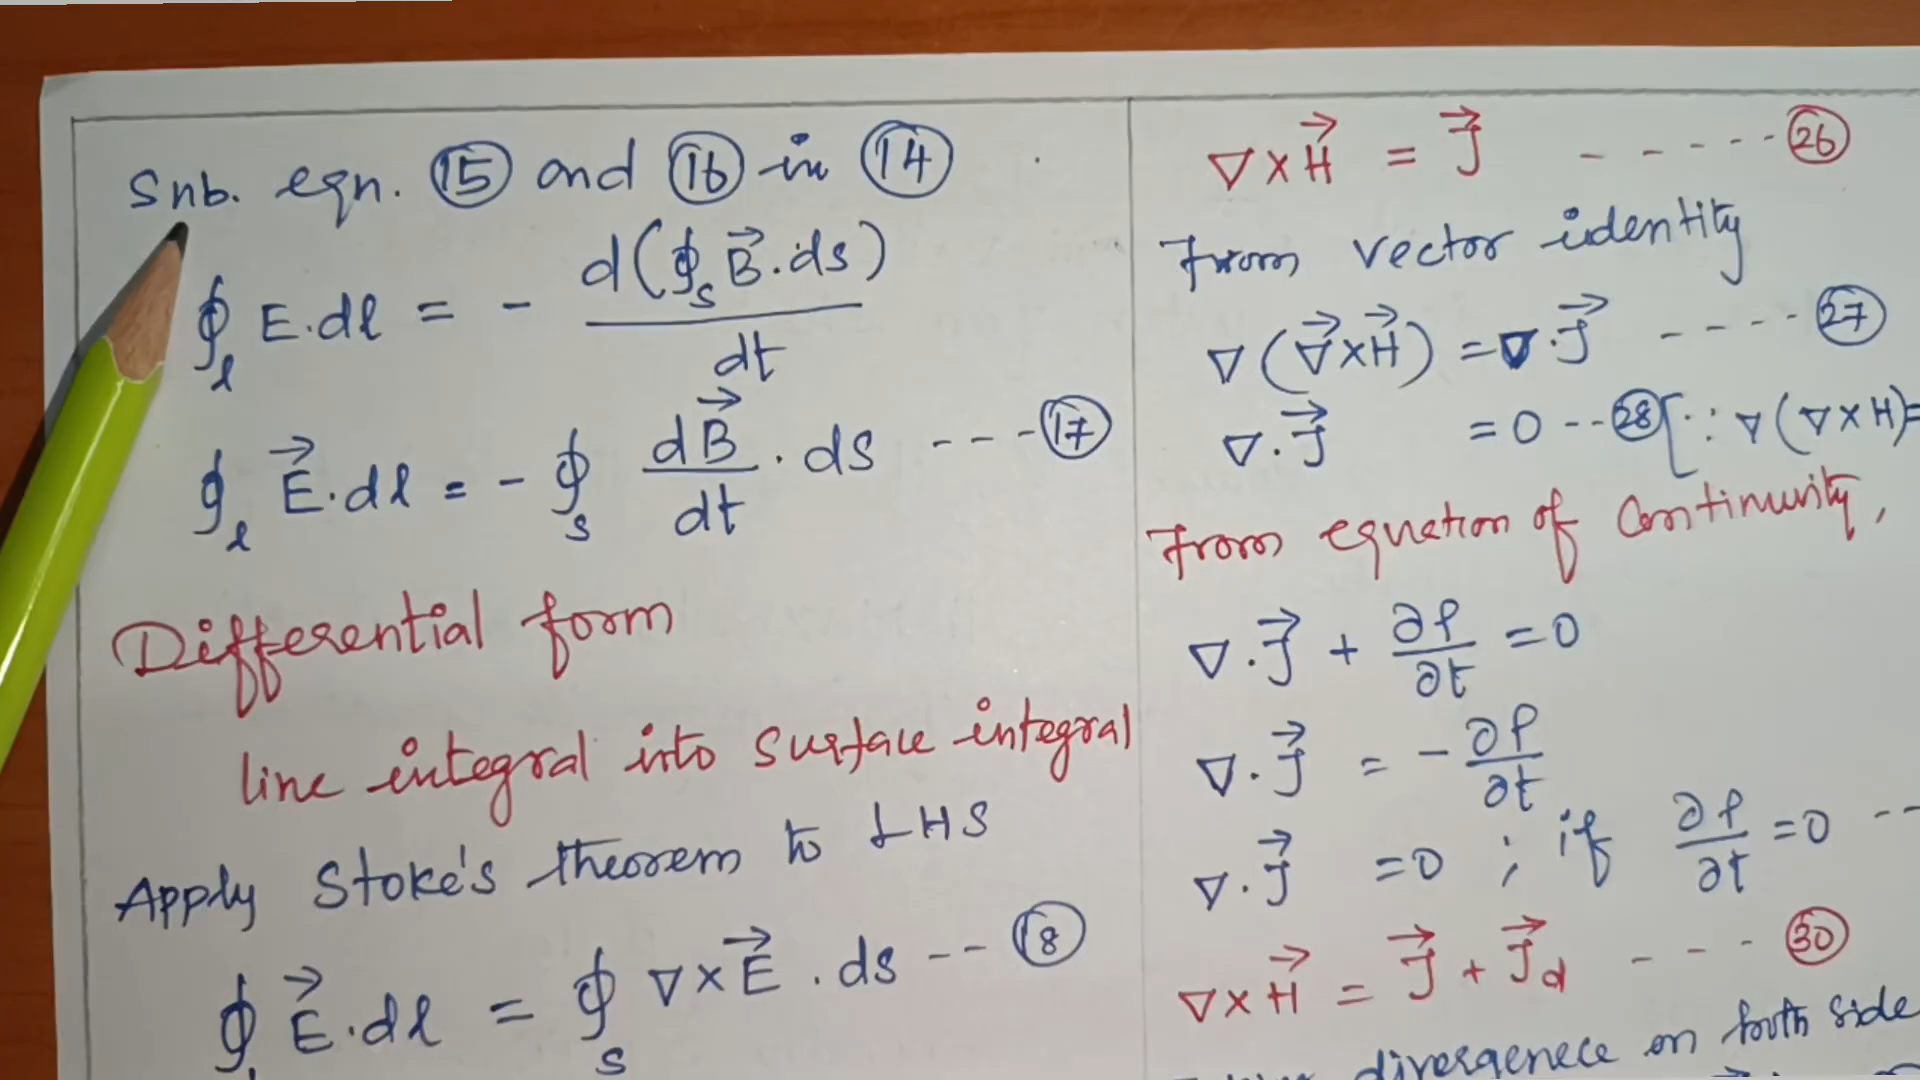 Sub. eqn. ⑮ and ⑯ in ⑭
∮l E.dl = - d(∮s B⃗.ds)/dt
∮l E⃗.dl = - ∮s dB⃗/dt . ds ---⑰
Differential form
line integral into surface integral
Apply Stoke's theorem to LHS
∮ E⃗.dl = ∮s ∇×E⃗ . ds -- ⑱
∇×H⃗ = J⃗ ----- ㉖
From vector identity
∇(∇⃗×H⃗) = ∇.J⃗ ---- ㉗
∇.J⃗ = 0 -- ㉘ [∵ ∇(∇×H)=
From equation of Continuity,
∇.J⃗ + ∂ρ/∂t = 0
∇.J⃗ = - ∂ρ/∂t
∇.J⃗ = 0 ; if ∂ρ/∂t = 0 --
∇×H⃗ = J⃗ + J⃗d --- ㉚
divergenece on both side